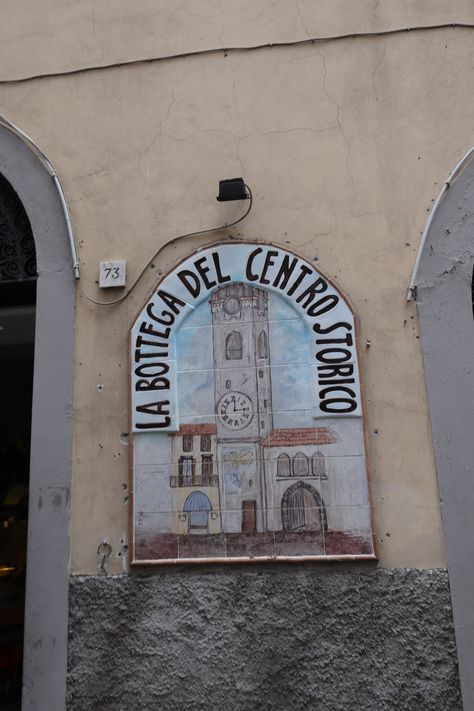 LA BOTTEGA DEL CENTRO STORICO
73